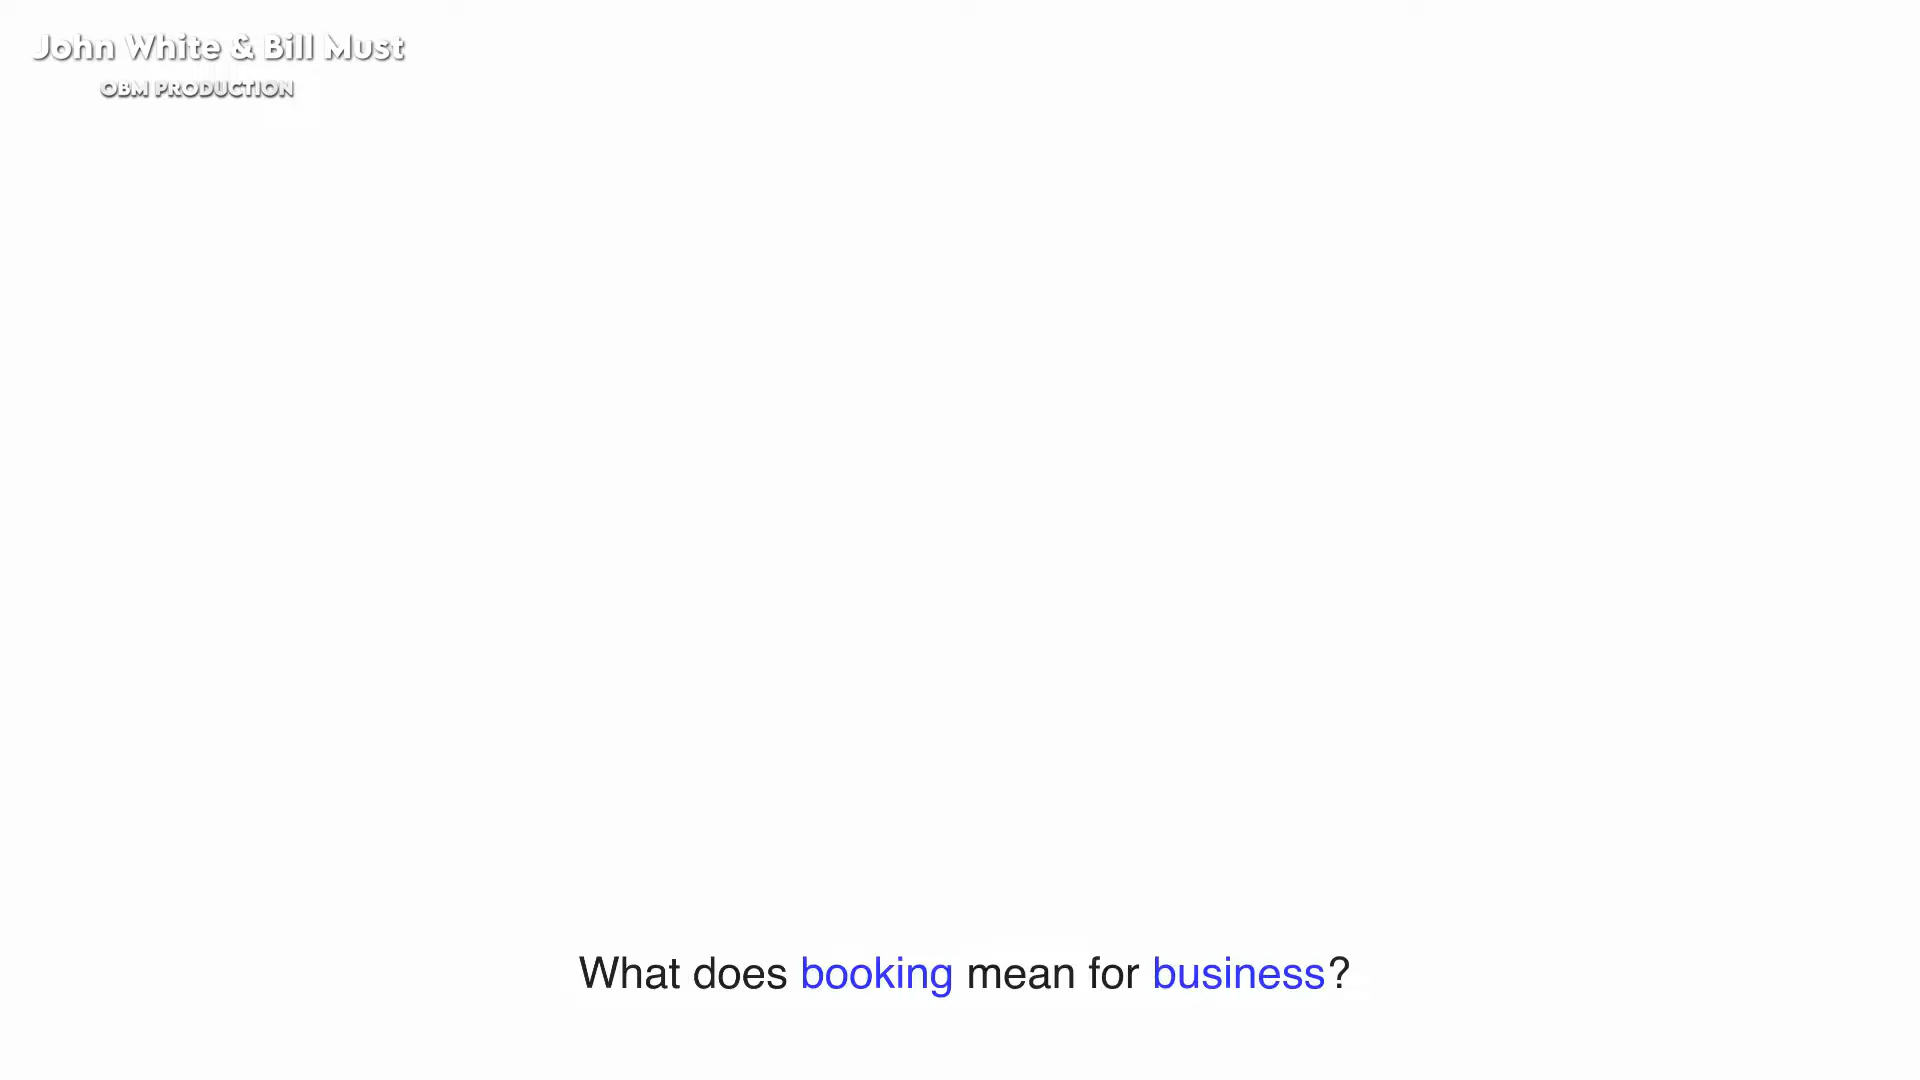 John White & Bill Must
OBM PRODUCTION
What does booking mean for business?